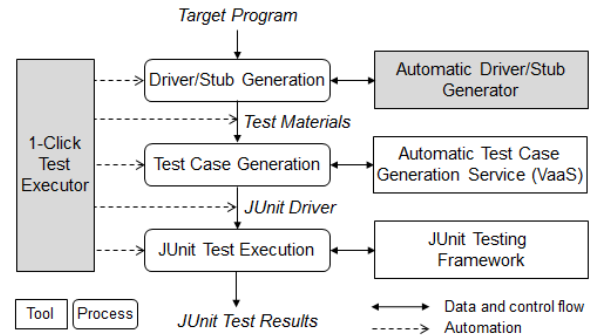 Target Program
Driver/Stub Generation
Automatic Driver/Stub
Generator
Test Materials
1-Click
Test
Executor
Test Case Generation
Automatic Test Case
Generation Service (VaaS)
JUnit Driver
JUnit Test Execution
JUnit Testing
Framework
Tool
Process
JUnit Test Results
Data and control flow
Automation